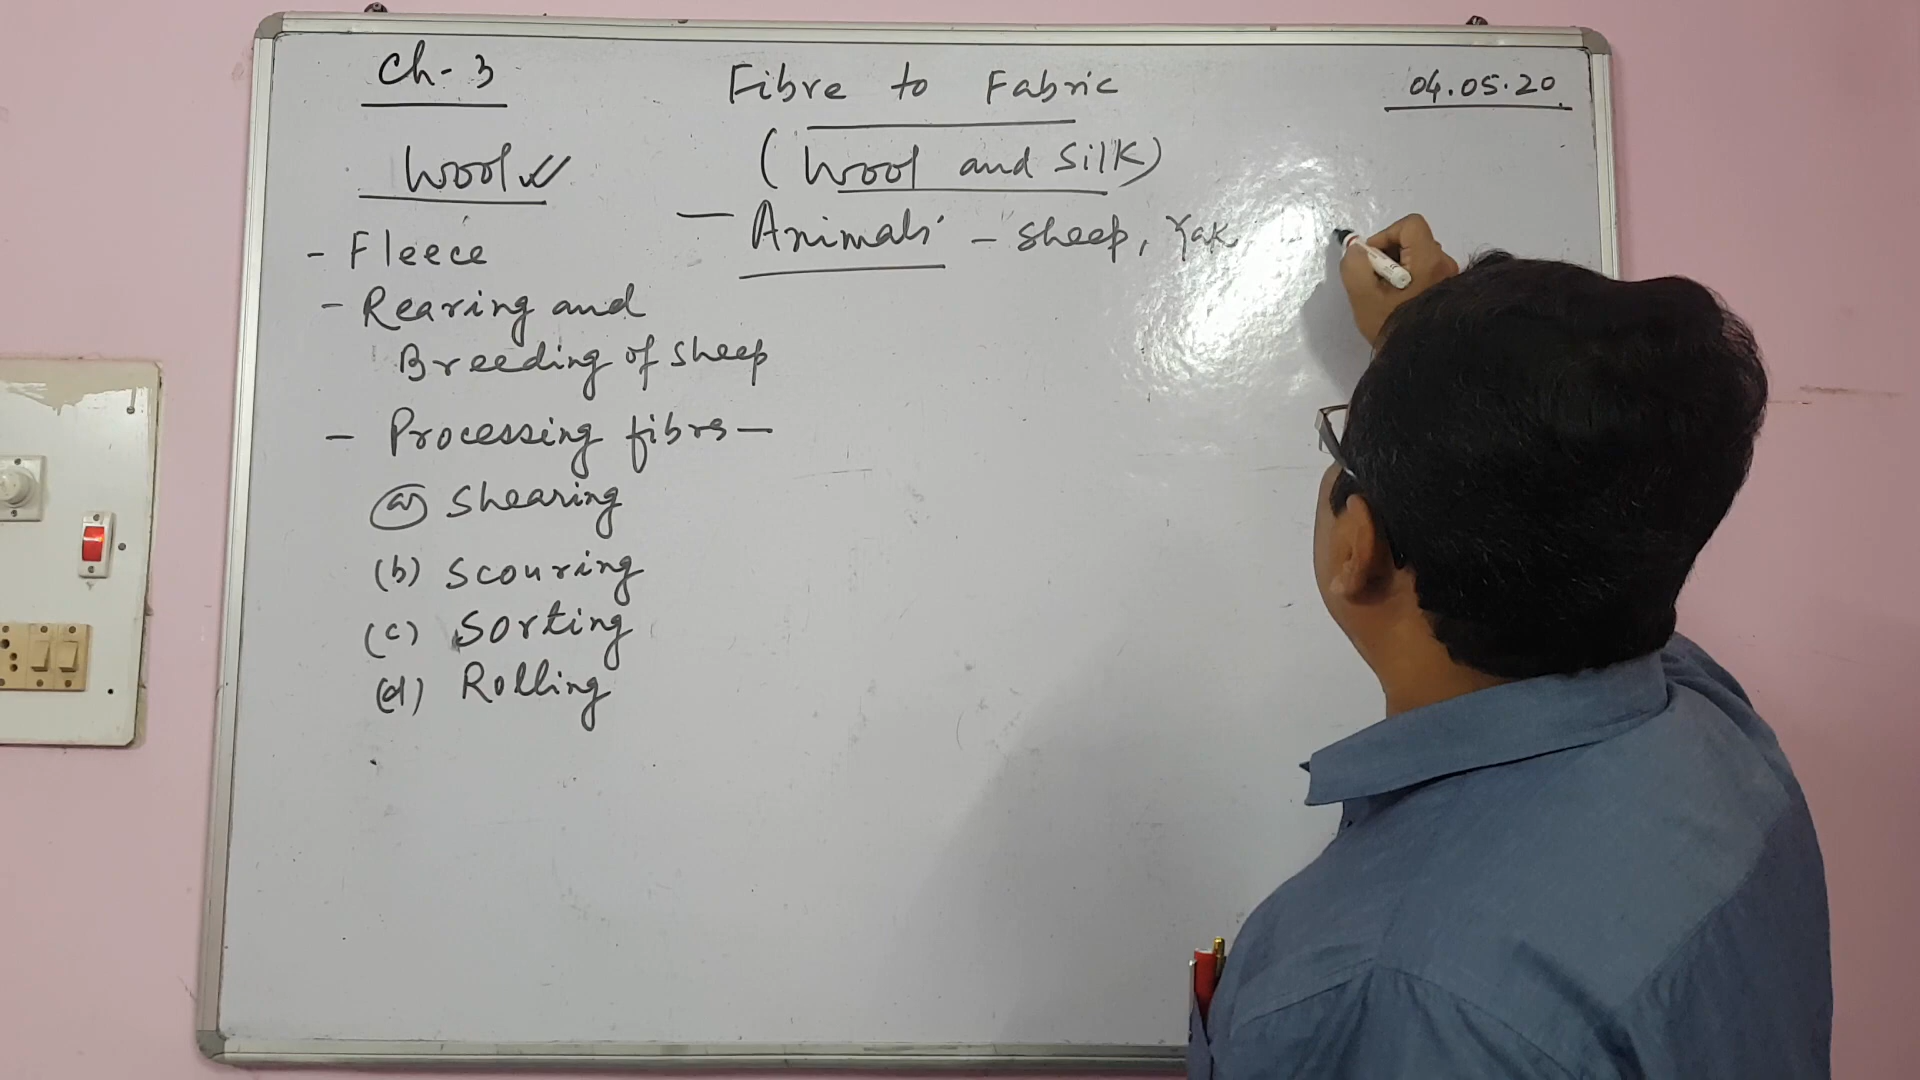 Ch-3
Fibre to Fabric
04.05.20
(Wool and Silk)
Wool
— Animals - Sheep, Yak
- Fleece
- Rearing and
Breeding of Sheep
- Processing fibres —
(a) Shearing
(b) Scouring
(c) Sorting
(d) Rolling